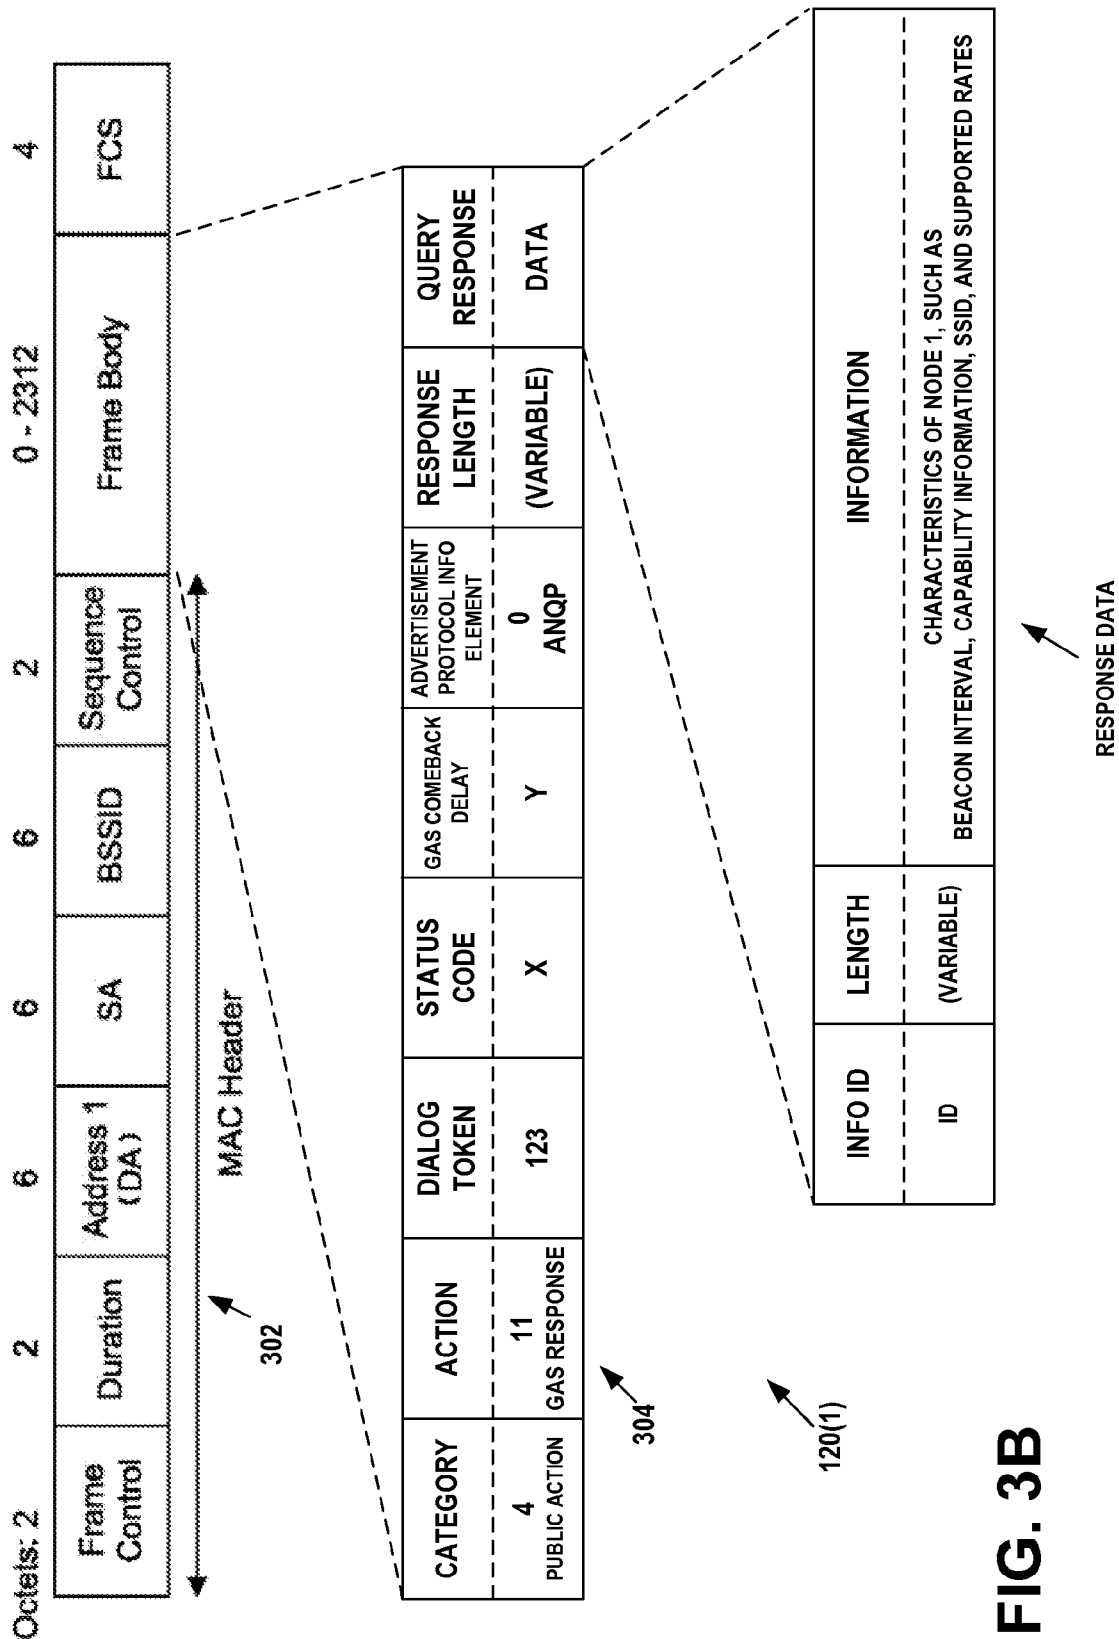 Octets: 2 2 6 6 6 2 0 - 2312 4
Frame Control
Duration
Address 1 (DA)
SA
BSSID
Sequence Control
Frame Body
FCS
MAC Header
302
CATEGORY
4
PUBLIC ACTION
ACTION
11
GAS RESPONSE
DIALOG
TOKEN
123
STATUS
CODE
X
GAS COMEBACK
DELAY
Y
ADVERTISEMENT
PROTOCOL INFO
ELEMENT
0
ANQP
RESPONSE
LENGTH
(VARIABLE)
QUERY
RESPONSE
DATA
304
120(1)
INFO ID
ID
LENGTH
(VARIABLE)
INFORMATION
CHARACTERISTICS OF NODE 1, SUCH AS
BEACON INTERVAL, CAPABILITY INFORMATION, SSID, AND SUPPORTED RATES
RESPONSE DATA
FIG. 3B